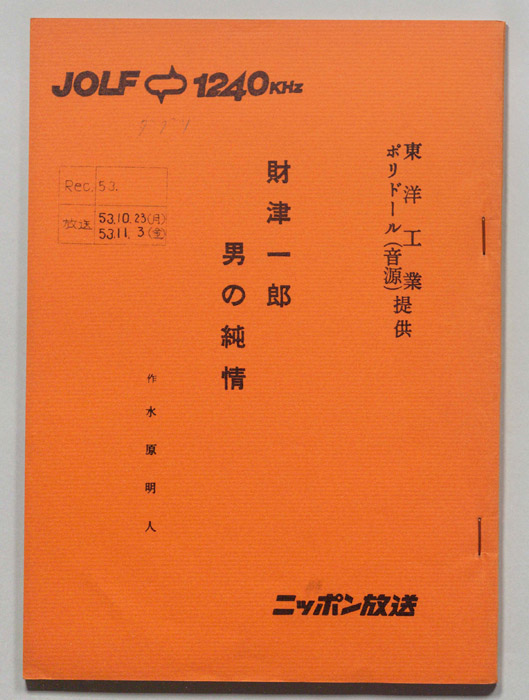 JOLF 1240KHz
東洋工業
ポリドール(音源)提供
財津一郎
男の純情
Rec. 53.
放送 53.10.23(月)
53.11.3(金)
作 水原明人
ニッポン放送